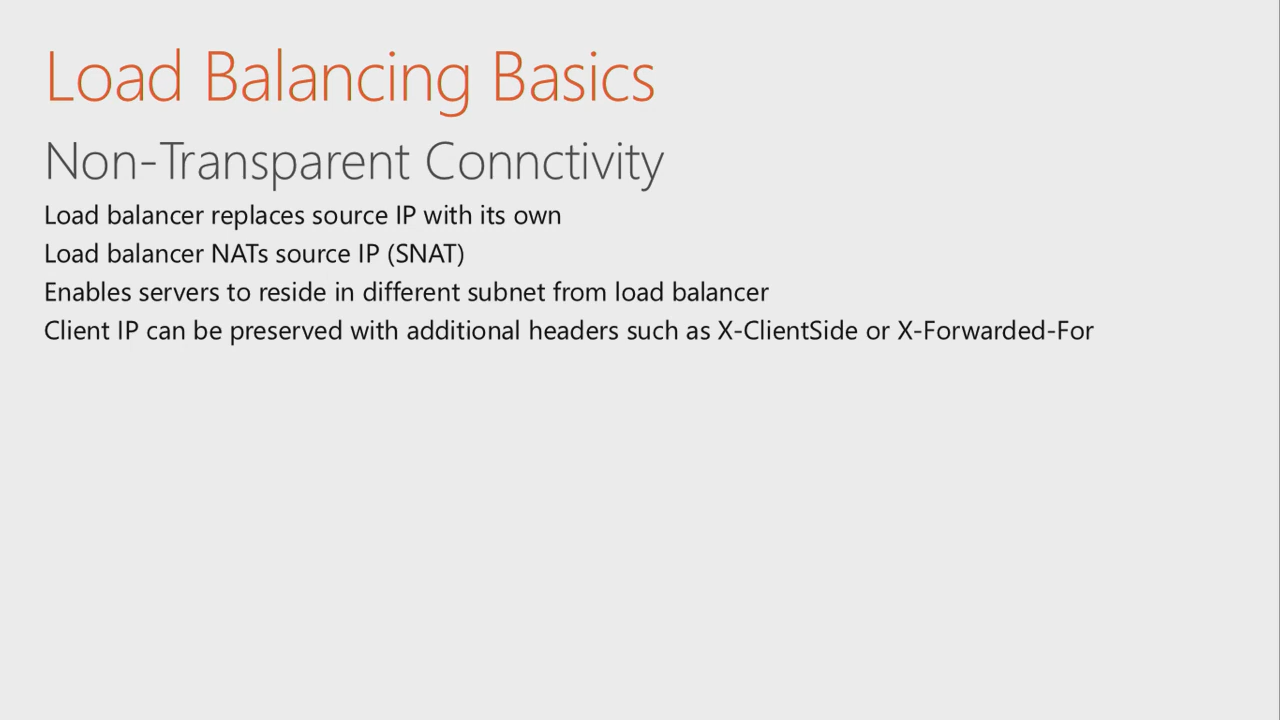 Load Balancing Basics
Non-Transparent Connctivity
Load balancer replaces source IP with its own
Load balancer NATs source IP (SNAT)
Enables servers to reside in different subnet from load balancer
Client IP can be preserved with additional headers such as X-ClientSide or X-Forwarded-For